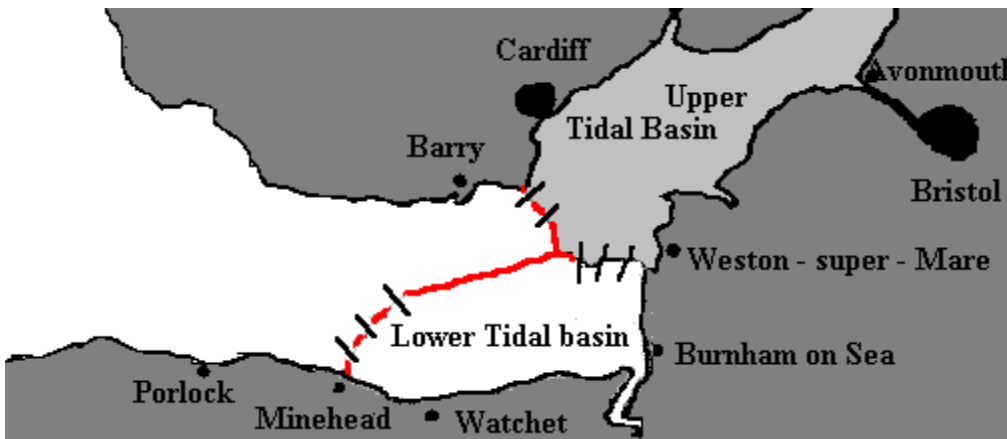 Cardiff
Avonmouth
Upper
Tidal Basin
Barry
Bristol
Weston - super - Mare
Lower Tidal basin
Burnham on Sea
Porlock
Minehead
Watchet